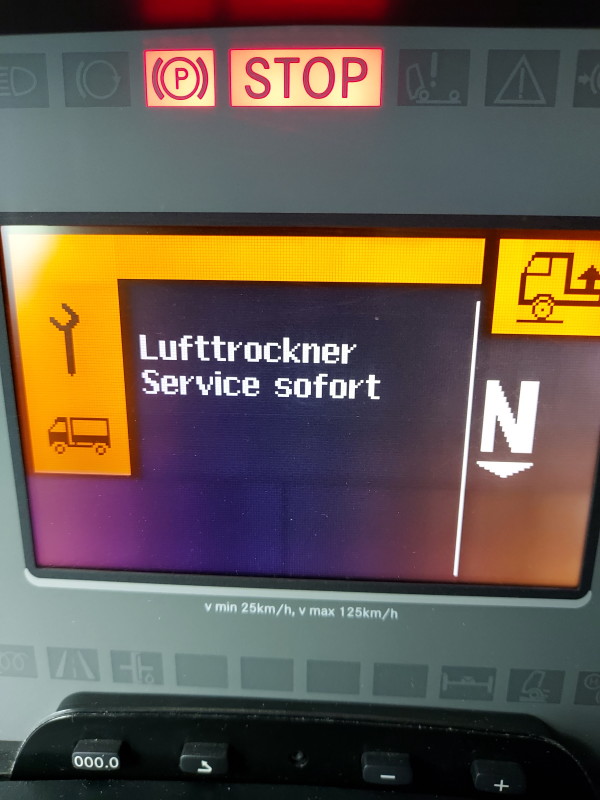 P
STOP
Lufttrockner
Service sofort
N
v min 25km/h, v max 125km/h
000.0